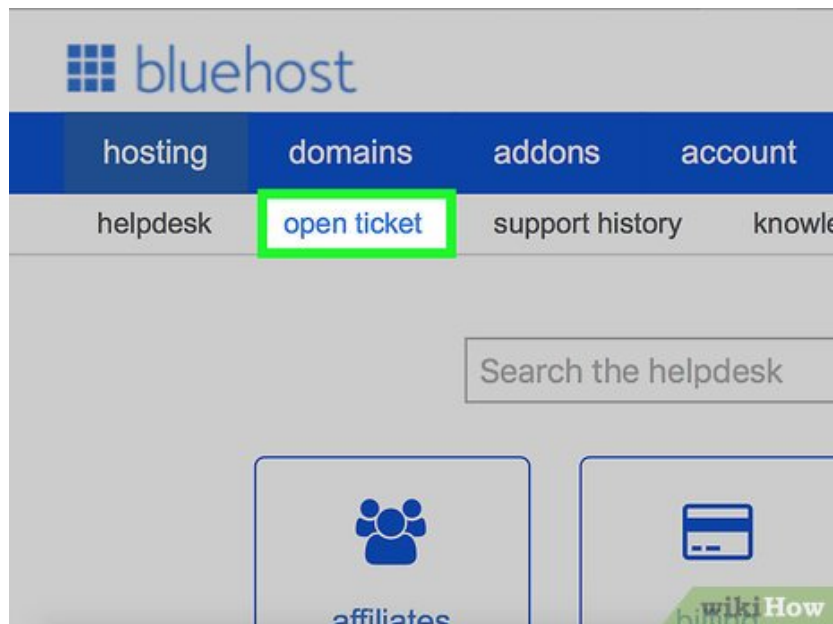 bluehost
hosting domains addons account
helpdesk open ticket support history
Search the helpdesk
affiliates
wikiHow